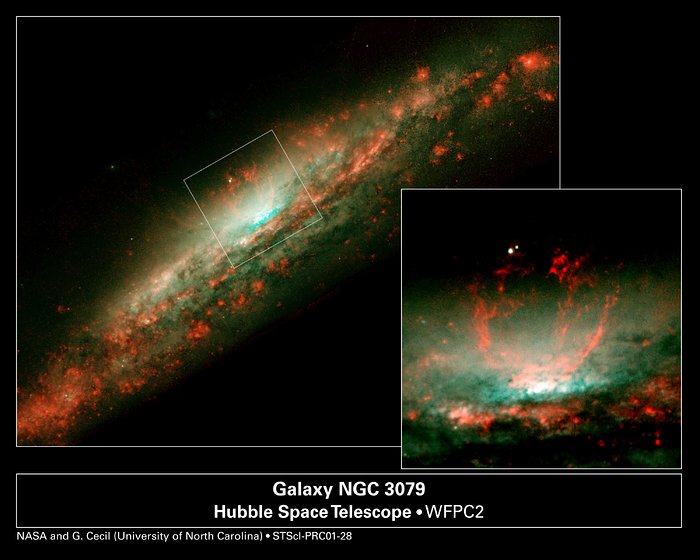 Galaxy NGC 3079
Hubble Space Telescope • WFPC2
NASA and G. Cecil (University of North Carolina) • STScI-PRC01-28